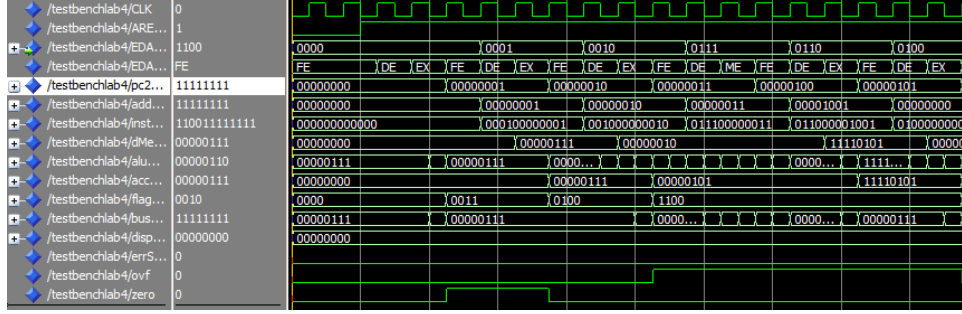 /testbenchlab4/CLK 0
/testbenchlab4/ARE... 1
/testbenchlab4/EDA... 1100 0000 0001 0010 0111 0110 0100
/testbenchlab4/EDA... FE FE DE EX FE DE EX FE DE EX FE DE ME FE DE EX FE DE EX
/testbenchlab4/pc2... 11111111 00000000 00000001 00000010 00000011 00000100 00000101
/testbenchlab4/add... 11111111 00000000 00000001 00000010 00000011 00001001 00000000
/testbenchlab4/inst... 110011111111 000000000000 000100000001 001000000010 011100000011 011000001001 0100000000
/testbenchlab4/dMe... 00000111 00000000 00000111 00000010 11110101 00000
/testbenchlab4/alu... 00000110 00000111 00000111 0000... 0000... 1111...
/testbenchlab4/acc... 00000111 00000000 00000111 00000101 11110101
/testbenchlab4/flag... 0010 0000 0011 0100 1100
/testbenchlab4/bus... 11111111 00000111 00000111 0000... 0000... 00000111
/testbenchlab4/disp... 00000000 00000000
/testbenchlab4/errS... 0
/testbenchlab4/ovf 0
/testbenchlab4/zero 0